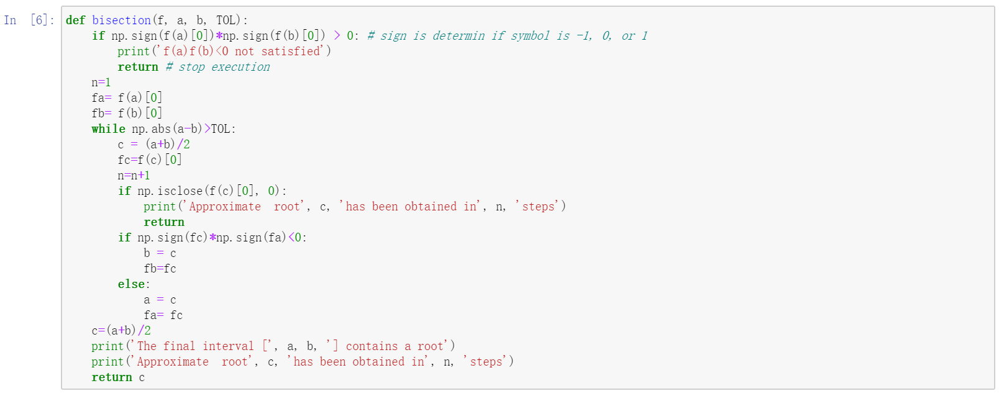 In [6]: def bisection(f, a, b, TOL):
    if np.sign(f(a)[0])*np.sign(f(b)[0]) > 0: # sign is determin if symbol is -1, 0, or 1
        print('f(a)f(b)<0 not satisfied')
        return # stop execution
    n=1
    fa= f(a)[0]
    fb= f(b)[0]
    while np.abs(a-b)>TOL:
        c = (a+b)/2
        fc=f(c)[0]
        n=n+1
        if np.isclose(f(c)[0], 0):
            print('Approximate  root', c, 'has been obtained in', n, 'steps')
            return
        if np.sign(fc)*np.sign(fa)<0:
            b = c
            fb=fc
        else:
            a = c
            fa= fc
    c=(a+b)/2
    print('The final interval [', a, b, '] contains a root')
    print('Approximate  root', c, 'has been obtained in', n, 'steps')
    return c